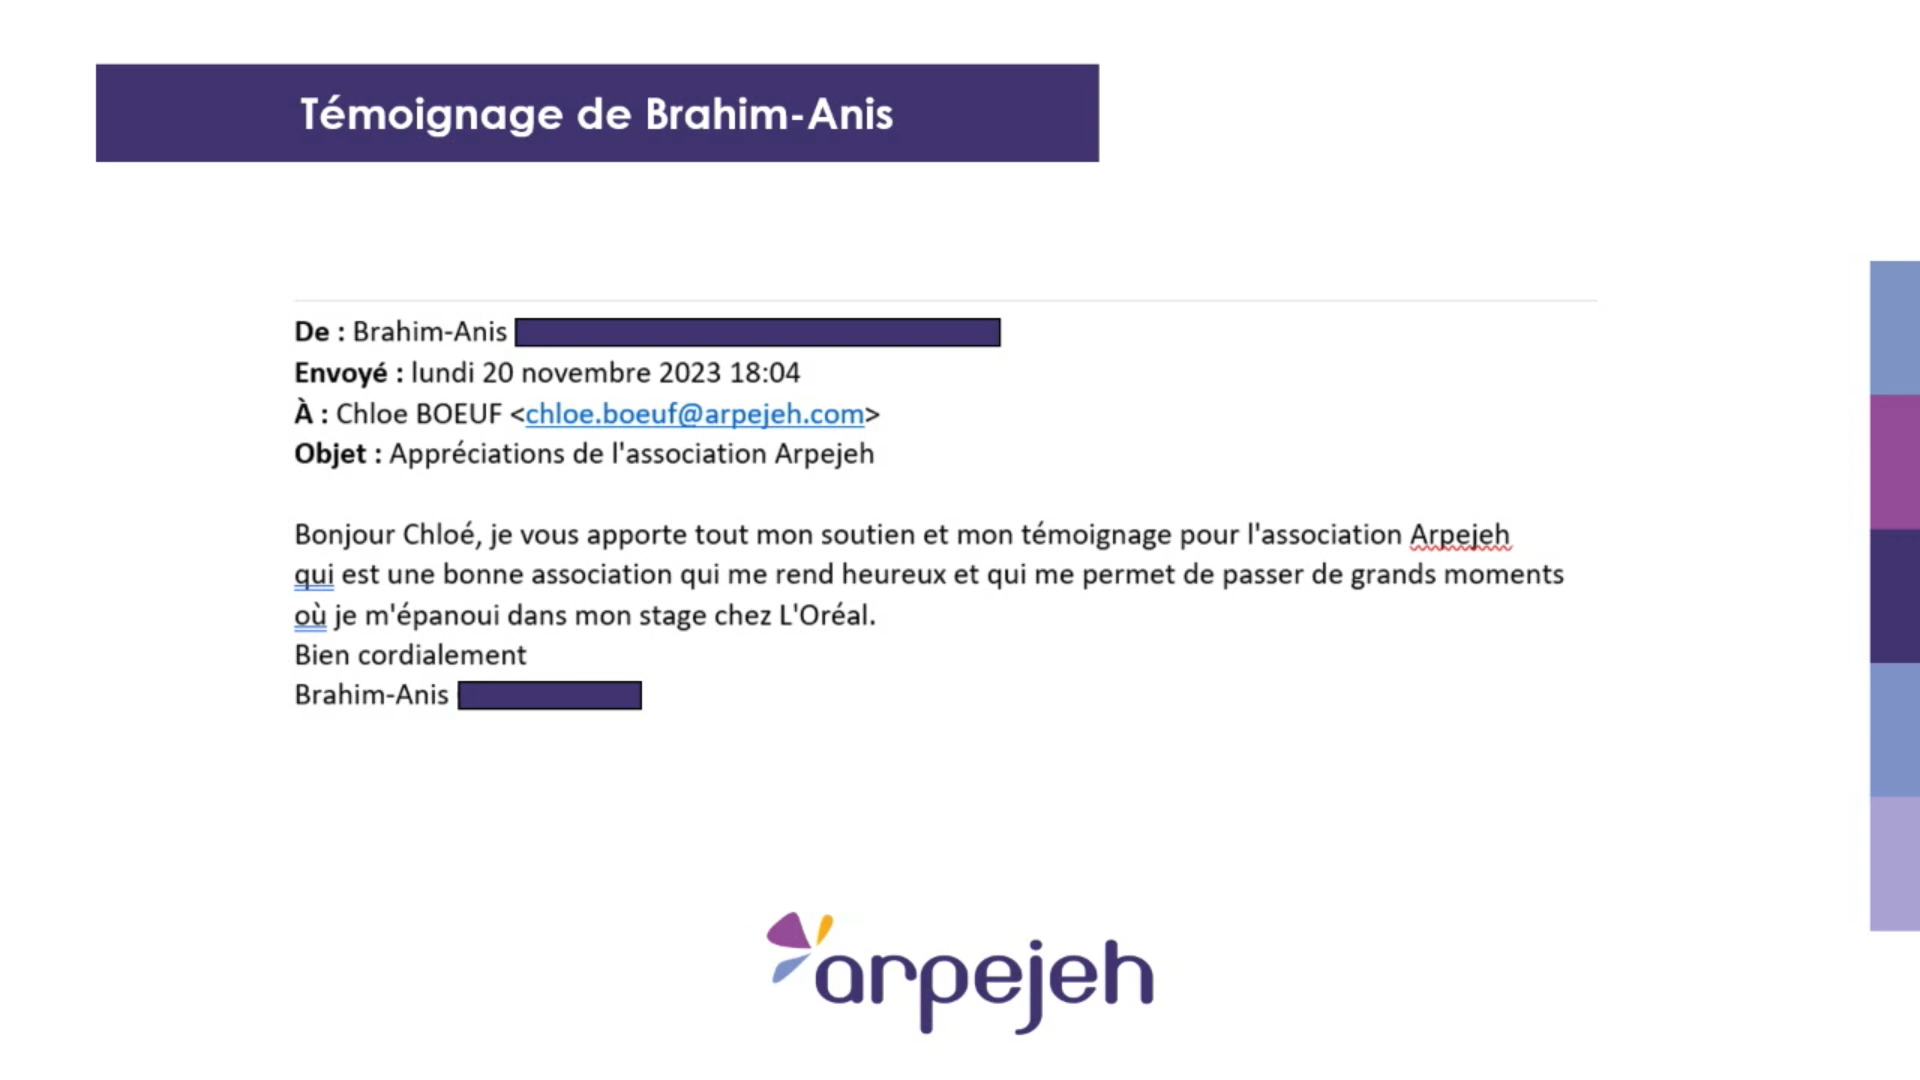 Témoignage de Brahim-Anis
De : Brahim-Anis
Envoyé : lundi 20 novembre 2023 18:04
À : Chloe BOEUF <chloe.boeuf@arpejeh.com>
Objet : Appréciations de l'association Arpejeh
Bonjour Chloé, je vous apporte tout mon soutien et mon témoignage pour l'association Arpejeh
qui est une bonne association qui me rend heureux et qui me permet de passer de grands moments
où je m'épanoui dans mon stage chez L'Oréal.
Bien cordialement
Brahim-Anis
arpejeh